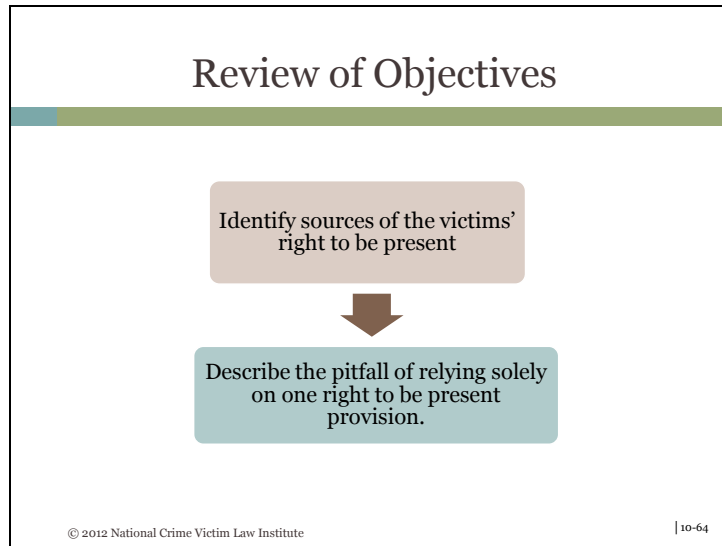 Review of Objectives
Identify sources of the victims’
right to be present
Describe the pitfall of relying solely
on one right to be present
provision.
© 2012 National Crime Victim Law Institute
| 10-64